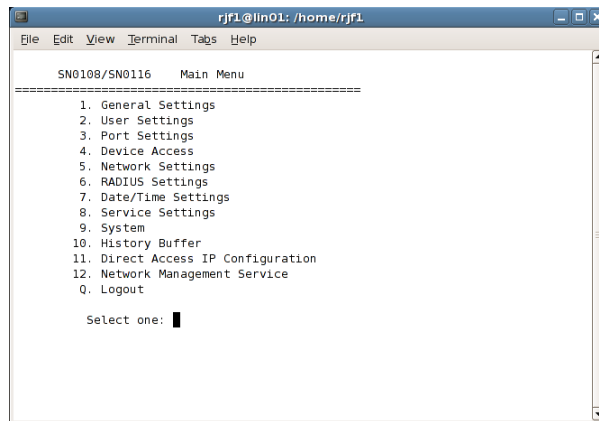 rjf1@lin01: /home/rjf1
File Edit View Terminal Tabs Help
SN0108/SN0116 Main Menu
================================================
1. General Settings
2. User Settings
3. Port Settings
4. Device Access
5. Network Settings
6. RADIUS Settings
7. Date/Time Settings
8. Service Settings
9. System
10. History Buffer
11. Direct Access IP Configuration
12. Network Management Service
Q. Logout
Select one: